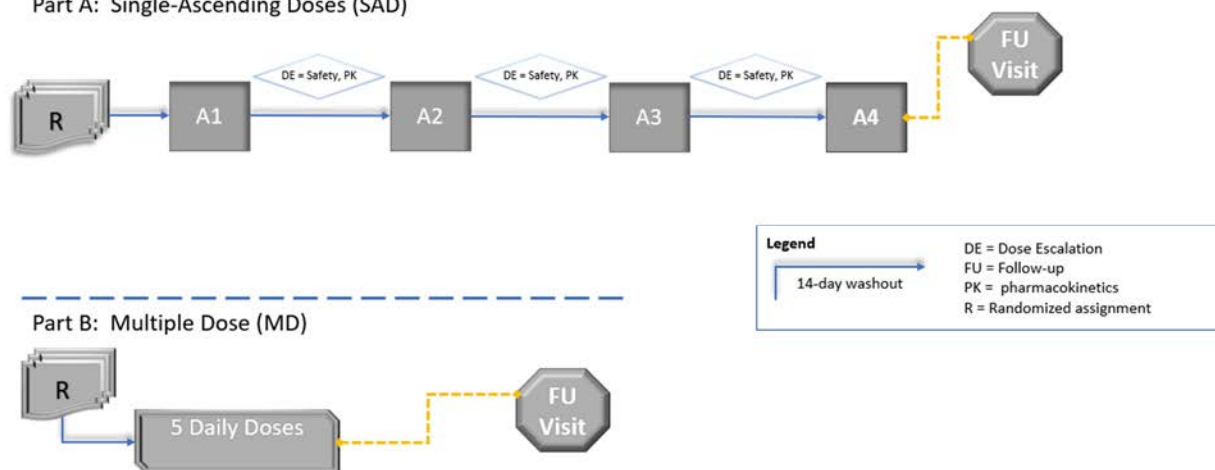 Part A: Single-Ascending Doses (SAD)
R
A1
DE = Safety, PK
A2
DE = Safety, PK
A3
DE = Safety, PK
A4
FU
Visit
Legend
14-day washout
DE = Dose Escalation
FU = Follow-up
PK = pharmacokinetics
R = Randomized assignment
Part B: Multiple Dose (MD)
R
5 Daily Doses
FU
Visit